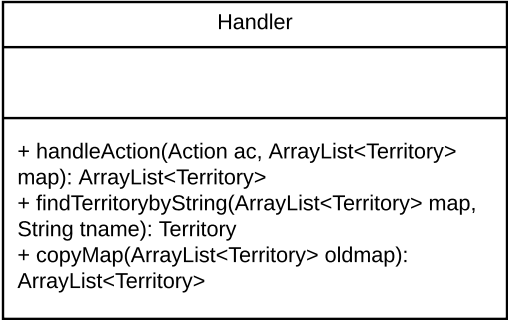 Handler
+ handleAction(Action ac, ArrayList<Territory>
map): ArrayList<Territory>
+ findTerritorybyString(ArrayList<Territory> map,
String tname): Territory
+ copyMap(ArrayList<Territory> oldmap):
ArrayList<Territory>